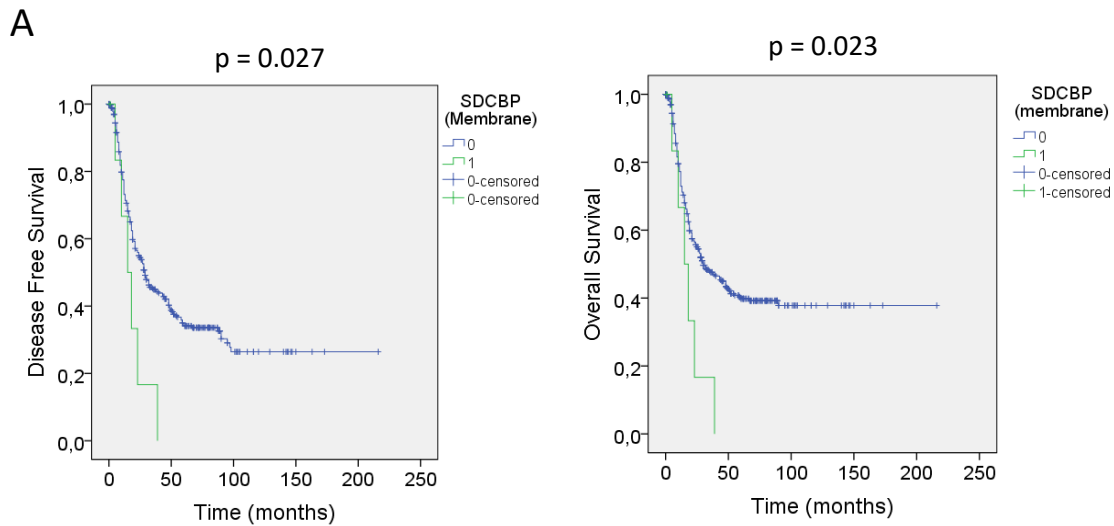 A
p = 0.027
SDCBP
(Membrane)
0
1
0-censored
0-censored
Disease Free Survival
1,0
0,8
0,6
0,4
0,2
0,0
0 50 100 150 200 250
Time (months)
p = 0.023
SDCBP
(membrane)
0
1
0-censored
1-censored
Overall Survival
1,0
0,8
0,6
0,4
0,2
0,0
0 50 100 150 200 250
Time (months)